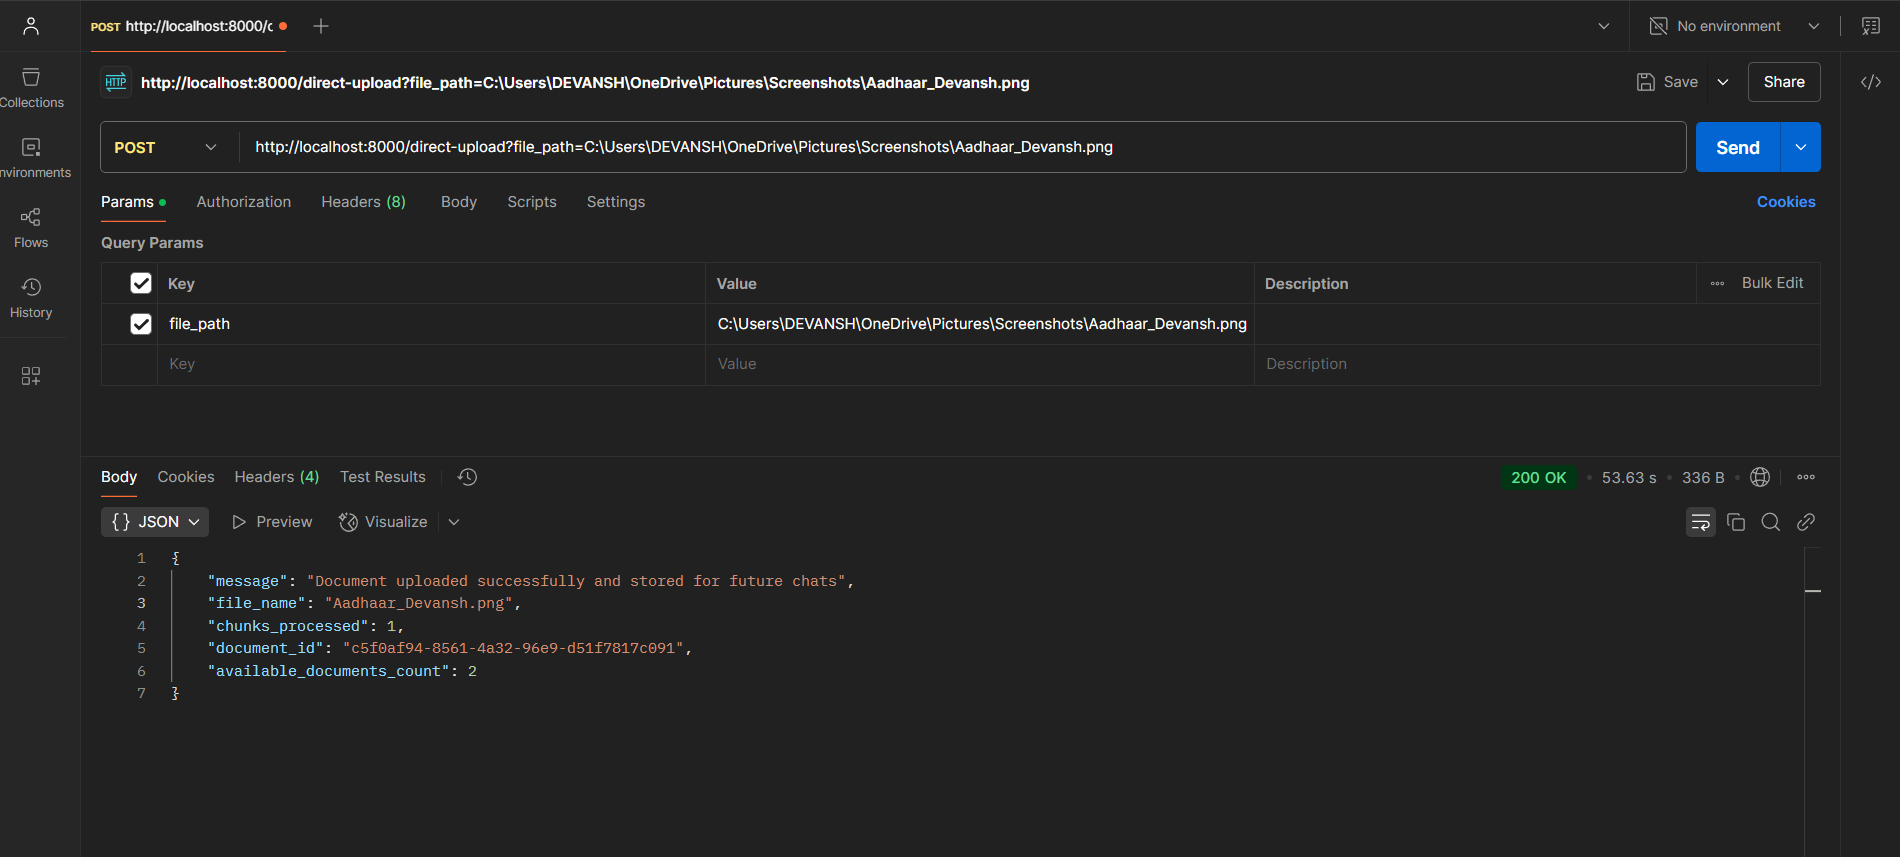 POST http://localhost:8000/c
No environment
Collections
nvironments
Flows
History
HTTP http://localhost:8000/direct-upload?file_path=C:\Users\DEVANSH\OneDrive\Pictures\Screenshots\Aadhaar_Devansh.png
Save
Share
POST http://localhost:8000/direct-upload?file_path=C:\Users\DEVANSH\OneDrive\Pictures\Screenshots\Aadhaar_Devansh.png
Send
Params Authorization Headers (8) Body Scripts Settings Cookies
Query Params
Key Value Description Bulk Edit
file_path C:\Users\DEVANSH\OneDrive\Pictures\Screenshots\Aadhaar_Devansh.png
Key Value Description
Body Cookies Headers (4) Test Results 200 OK • 53.63 s • 336 B
{} JSON Preview Visualize
1 {
2 "message": "Document uploaded successfully and stored for future chats",
3 "file_name": "Aadhaar_Devansh.png",
4 "chunks_processed": 1,
5 "document_id": "c5f0af94-8561-4a32-96e9-d51f7817c091",
6 "available_documents_count": 2
7 }